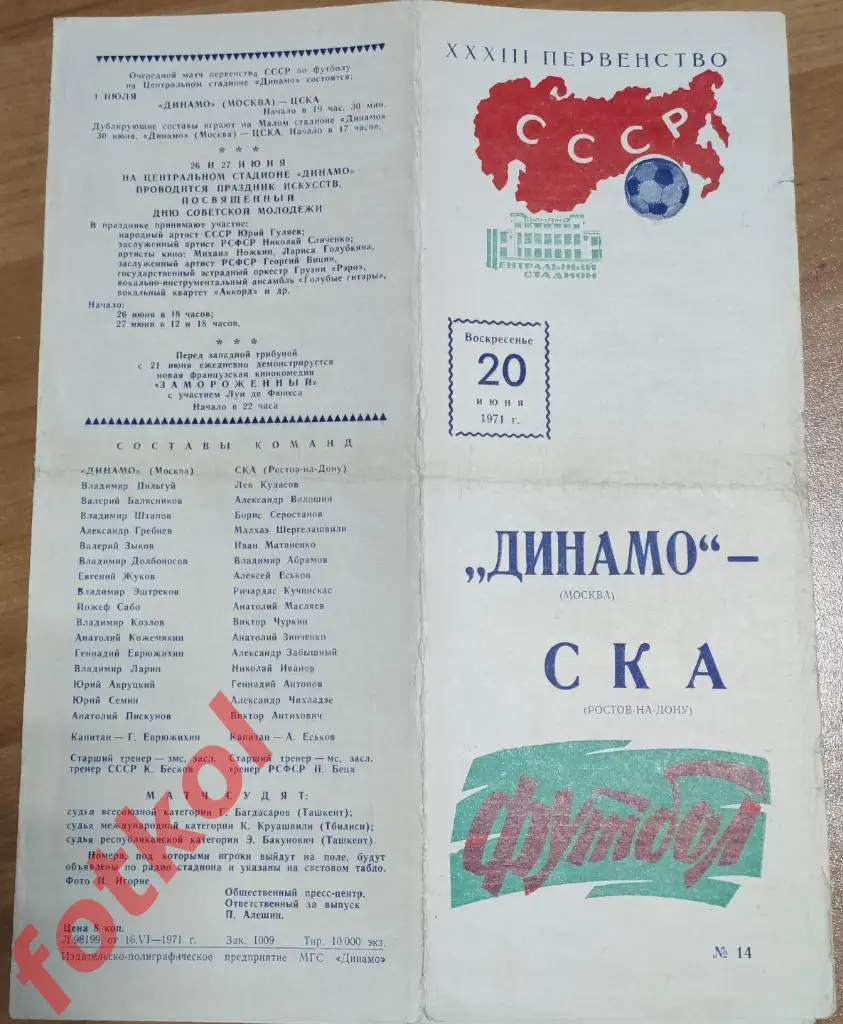 Очередной матч первенства СССР по футболу
на Центральном стадионе «Динамо» состоится:
1 ИЮЛЯ
«ДИНАМО» (МОСКВА) — ЦСКА
Начало в 19 час. 30 мин.
Дублирующие составы играют на Малом стадионе «Динамо»
30 июня. «Динамо» (Москва) — ЦСКА. Начало в 17 часов.
* * *
26 И 27 ИЮНЯ
НА ЦЕНТРАЛЬНОМ СТАДИОНЕ «ДИНАМО»
ПРОВОДИТСЯ ПРАЗДНИК ИСКУССТВ,
ПОСВЯЩЕННЫЙ
ДНЮ СОВЕТСКОЙ МОЛОДЕЖИ
В празднике принимают участие:
народный артист СССР Юрий Гуляев;
заслуженный артист РСФСР Николай Сличенко;
артисты кино: Михаил Ножкин, Лариса Голубкина,
заслуженный артист РСФСР Георгий Вицин,
государственный эстрадный оркестр Грузии «Рэро»,
вокально-инструментальный ансамбль «Голубые гитары»,
вокальный квартет «Аккорд» и др.
Начало:
26 июня в 18 часов;
27 июня в 12 и 18 часов.
* * *
Перед западной трибуной
с 21 июня ежедневно демонстрируется
новая французская кинокомедия
«ЗАМОРОЖЕННЫЙ»
с участием Луи де Фюнеса
Начало в 22 часа
СОСТАВЫ КОМАНД
«ДИНАМО» (Москва) СКА (Ростов-на-Дону)
Владимир Пильгуй Лев Кудасов
Валерий Балясников Александр Волошин
Владимир Штапов Борис Серостанов
Александр Гребнев Малхаз Шергелашвили
Валерий Зыков Иван Матвиенко
Владимир Долбоносов Владимир Абрамов
Евгений Жуков Алексей Еськов
Владимир Эштреков Ричардас Кучинскас
Йожеф Сабо Анатолий Масляев
Владимир Козлов Виктор Чуркин
Анатолий Кожемякин Анатолий Зинченко
Геннадий Еврюжихин Александр Забышный
Владимир Ларин Николай Иванов
Юрий Авруцкий Геннадий Антонов
Юрий Семин Александр Чихладзе
Анатолий Пискунов Виктор Антихович
Капитан — Г. Еврюжихин Капитан — А. Еськов
Старший тренер — змс, засл. Старший тренер — мс, засл.
тренер СССР К. Бесков тренер РСФСР Й. Беца
МАТЧ СУДЯТ:
судья всесоюзной категории Г. Багдасаров (Ташкент);
судья международной категории К. Круашвили (Тбилиси);
судья республиканской категории Э. Бакунович (Ташкент).
Номера, под которыми игроки выйдут на поле, будут
объявлены по радио стадиона и указаны на световом табло.
Фото И. Игорне
Общественный пресс-центр.
Ответственный за выпуск
П. Алешин.
Цена 8 коп.
Л-98199 от 16.VI—1971 г. Зак. 1009 Тир. 10 000 экз.
Издательско-полиграфическое предприятие МГС «Динамо»
XXXIII ПЕРВЕНСТВО
СССР
ДИНАМО
ЦЕНТРАЛЬНЫЙ
СТАДИОН
Воскресенье
20
июня
1971 г.
„ДИНАМО“ —
(МОСКВА)
СКА
(РОСТОВ-НА-ДОНУ)
футбол
№ 14
fotkol